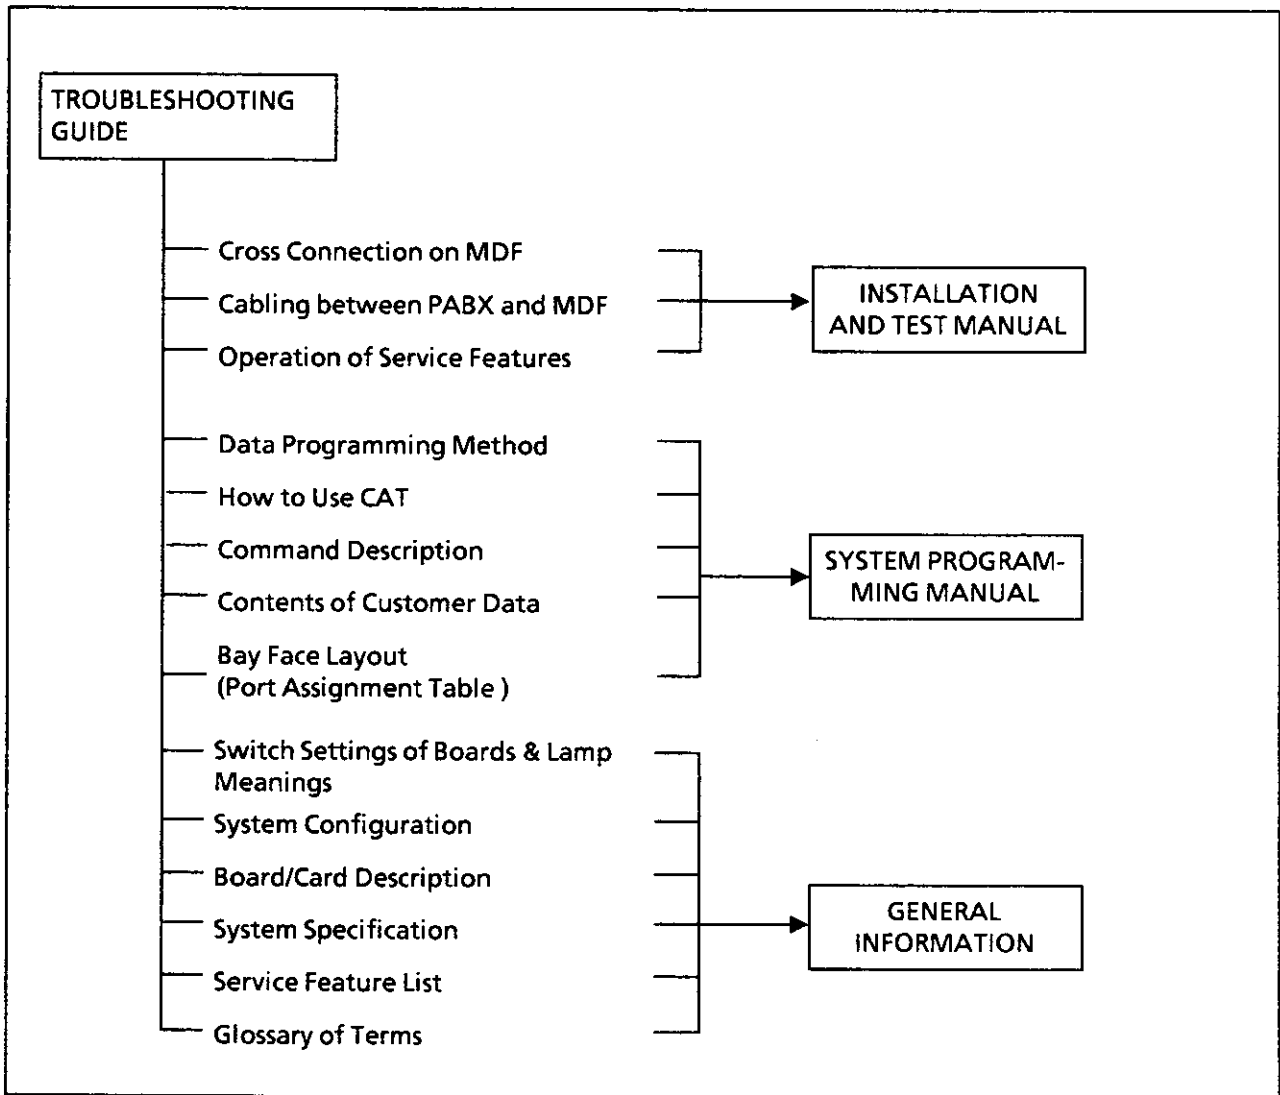 TROUBLESHOOTING
GUIDE
Cross Connection on MDF
Cabling between PABX and MDF
Operation of Service Features
INSTALLATION
AND TEST MANUAL
Data Programming Method
How to Use CAT
Command Description
Contents of Customer Data
Bay Face Layout
(Port Assignment Table )
SYSTEM PROGRAM-
MING MANUAL
Switch Settings of Boards & Lamp
Meanings
System Configuration
Board/Card Description
System Specification
Service Feature List
Glossary of Terms
GENERAL
INFORMATION